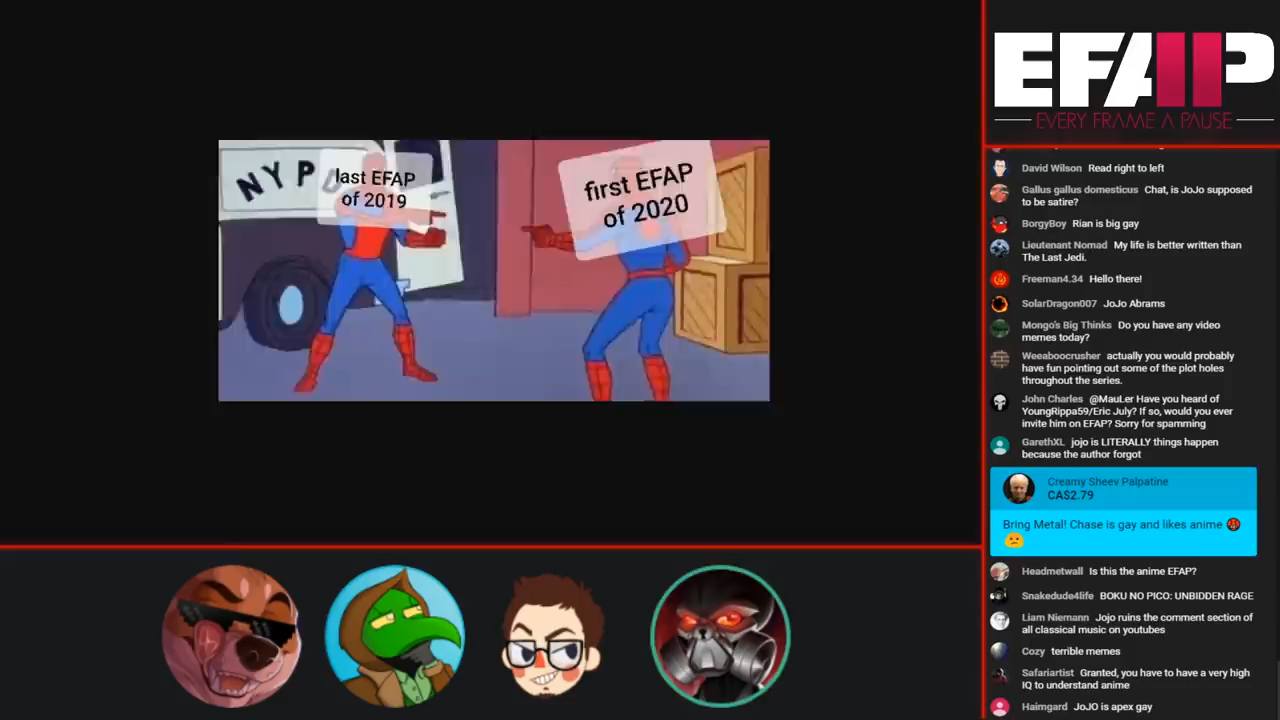 EFAP
EVERY FRAME A PAUSE
NYPD
last EFAP
of 2019
first EFAP
of 2020
David Wilson Read right to left
Gallus gallus domesticus Chat, is JoJo supposed
to be satire?
BorgyBoy Rian is big gay
Lieutenant Nomad My life is better written than
The Last Jedi.
Freeman4.34 Hello there!
SolarDragon007 JoJo Abrams
Mongo's Big Thinks Do you have any video
memes today?
Weeaboocrusher actually you would probably
have fun pointing out some of the plot holes
throughout the series.
John Charles @MauLer Have you heard of
YoungRippa59/Eric July? If so, would you ever
invite him on EFAP? Sorry for spamming
GarethXL jojo is LITERALLY things happen
because the author forgot
Creamy Sheev Palpatine
CA$2.79
Bring Metal! Chase is gay and likes anime
Headmetwall Is this the anime EFAP?
Snakedude4life BOKU NO PICO: UNBIDDEN RAGE
Liam Niemann Jojo ruins the comment section of
all classical music on youtubes
Cozy terrible memes
Safariartist Granted, you have to have a very high
IQ to understand anime
Haimgard JoJO is apex gay